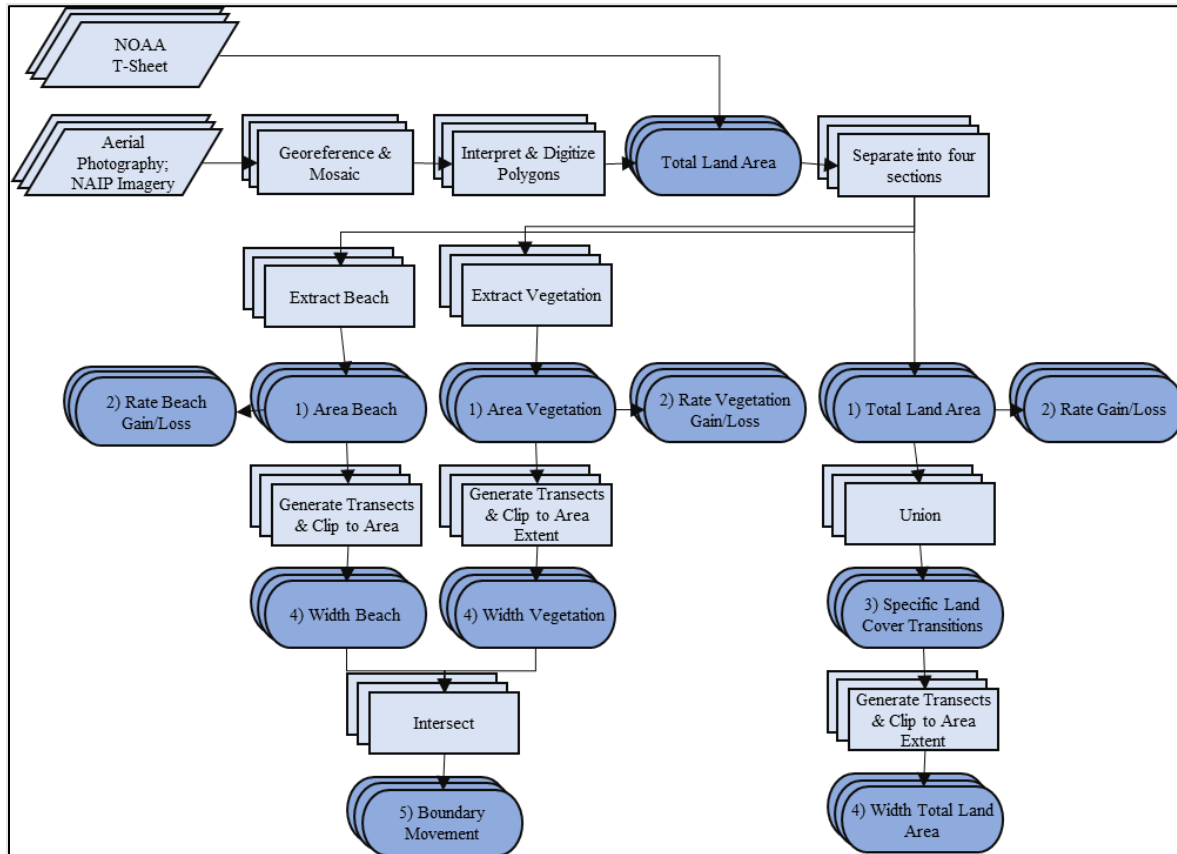 NOAA
T-Sheet
Aerial
Photography;
NAIP Imagery
Georeference &
Mosaic
Interpret & Digitize
Polygons
Total Land Area
Separate into four
sections
Extract Beach
Extract Vegetation
2) Rate Beach
Gain/Loss
1) Area Beach
1) Area Vegetation
2) Rate Vegetation
Gain/Loss
1) Total Land Area
2) Rate Gain/Loss
Generate Transects
& Clip to Area
Generate Transects
& Clip to Area
Extent
Union
4) Width Beach
4) Width Vegetation
3) Specific Land
Cover Transitions
Intersect
Generate Transects
& Clip to Area
Extent
5) Boundary
Movement
4) Width Total Land
Area